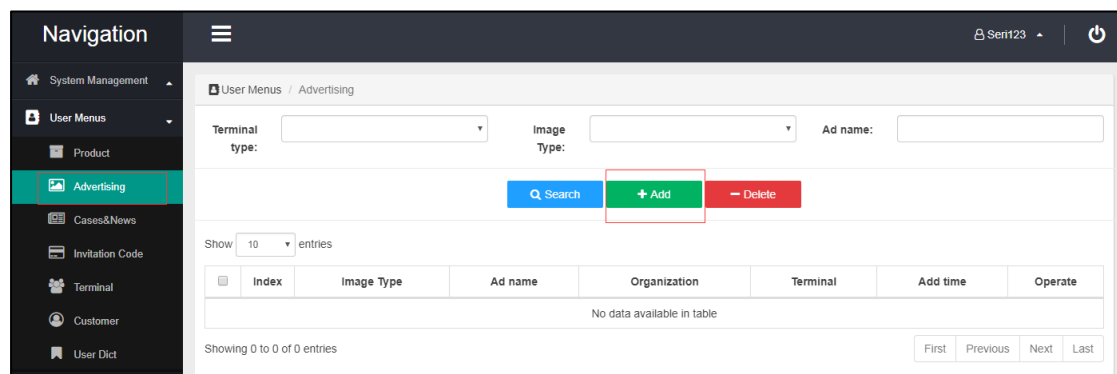 Navigation
Seri123
System Management
User Menus / Advertising
User Menus
Terminal type:
Image Type:
Ad name:
Product
Advertising
Search
Add
Delete
Cases&News
Show 10 entries
Invitation Code
Index Image Type Ad name Organization Terminal Add time Operate
Terminal
No data available in table
Customer
Showing 0 to 0 of 0 entries
First Previous Next Last
User Dict